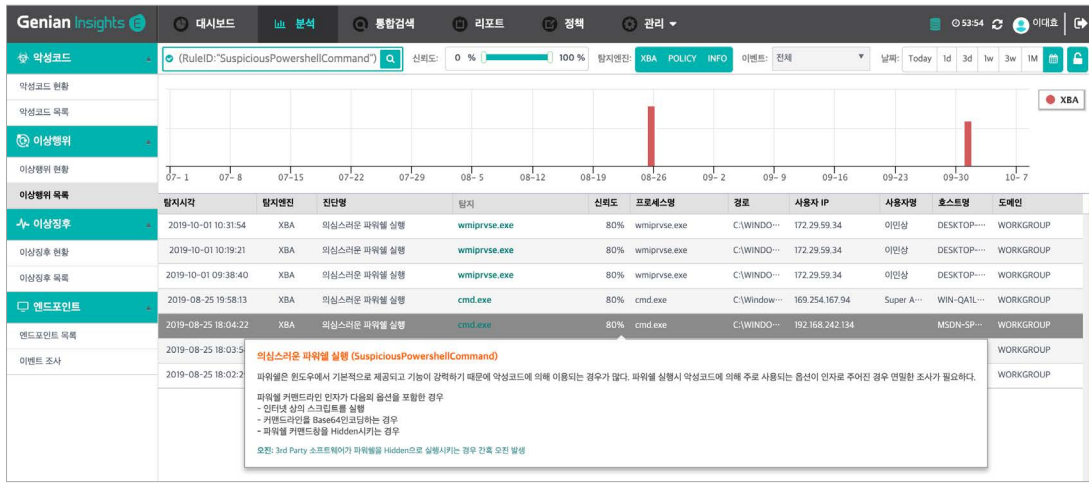 Genian Insights E
대시보드
분석
통합검색
리포트
정책
관리
53:54
이대효
악성코드
악성코드 현황
악성코드 목록
이상행위
이상행위 현황
이상행위 목록
이상징후
이상징후 현황
이상징후 목록
엔드포인트
엔드포인트 목록
이벤트 조사
(RuleID:"SuspiciousPowershellCommand") 신뢰도: 0 % 100 % 탐지엔진: XBA POLICY INFO 이벤트: 전체 날짜: Today 1d 3d 1w 3w 1M
XBA
07- 1 07- 8 07-15 07-22 07-29 08- 5 08-12 08-19 08-26 09- 2 09- 9 09-16 09-23 09-30 10- 7
탐지시각 탐지엔진 진단명 탐지 신뢰도 프로세스명 경로 사용자 IP 사용자명 호스트명 도메인
2019-10-01 10:31:54 XBA 의심스러운 파워쉘 실행 wmiprvse.exe 80% wmiprvse.exe C:\WINDO··· 172.29.59.34 이민상 DESKTOP-··· WORKGROUP
2019-10-01 10:19:21 XBA 의심스러운 파워쉘 실행 wmiprvse.exe 80% wmiprvse.exe C:\WINDO··· 172.29.59.34 이민상 DESKTOP-··· WORKGROUP
2019-10-01 09:38:40 XBA 의심스러운 파워쉘 실행 wmiprvse.exe 80% wmiprvse.exe C:\WINDO··· 172.29.59.34 이민상 DESKTOP-··· WORKGROUP
2019-08-25 19:58:13 XBA 의심스러운 파워쉘 실행 cmd.exe 80% cmd.exe C:\Window··· 169.254.167.94 Super A··· WIN-QA1L··· WORKGROUP
2019-08-25 18:04:22 XBA 의심스러운 파워쉘 실행 cmd.exe 80% cmd.exe C:\WINDO··· 192.168.242.134 MSDN-SP··· WORKGROUP
2019-08-25 18:03:5 WORKGROUP
2019-08-25 18:02:2 WORKGROUP
의심스러운 파워쉘 실행 (SuspiciousPowershellCommand)
파워쉘은 윈도우에서 기본적으로 제공되고 기능이 강력하기 때문에 악성코드에 의해 이용되는 경우가 많다. 파워쉘 실행시 악성코드에 의해 주로 사용되는 옵션이 인자로 주어진 경우 면밀한 조사가 필요하다.
파워쉘 커맨드라인 인자가 다음의 옵션을 포함한 경우
- 인터넷 상의 스크립트를 실행
- 커맨드라인을 Base64인코딩하는 경우
- 파워쉘 커맨드창을 Hidden시키는 경우
오진: 3rd Party 소프트웨어가 파워쉘을 Hidden으로 실행시키는 경우 간혹 오진 발생